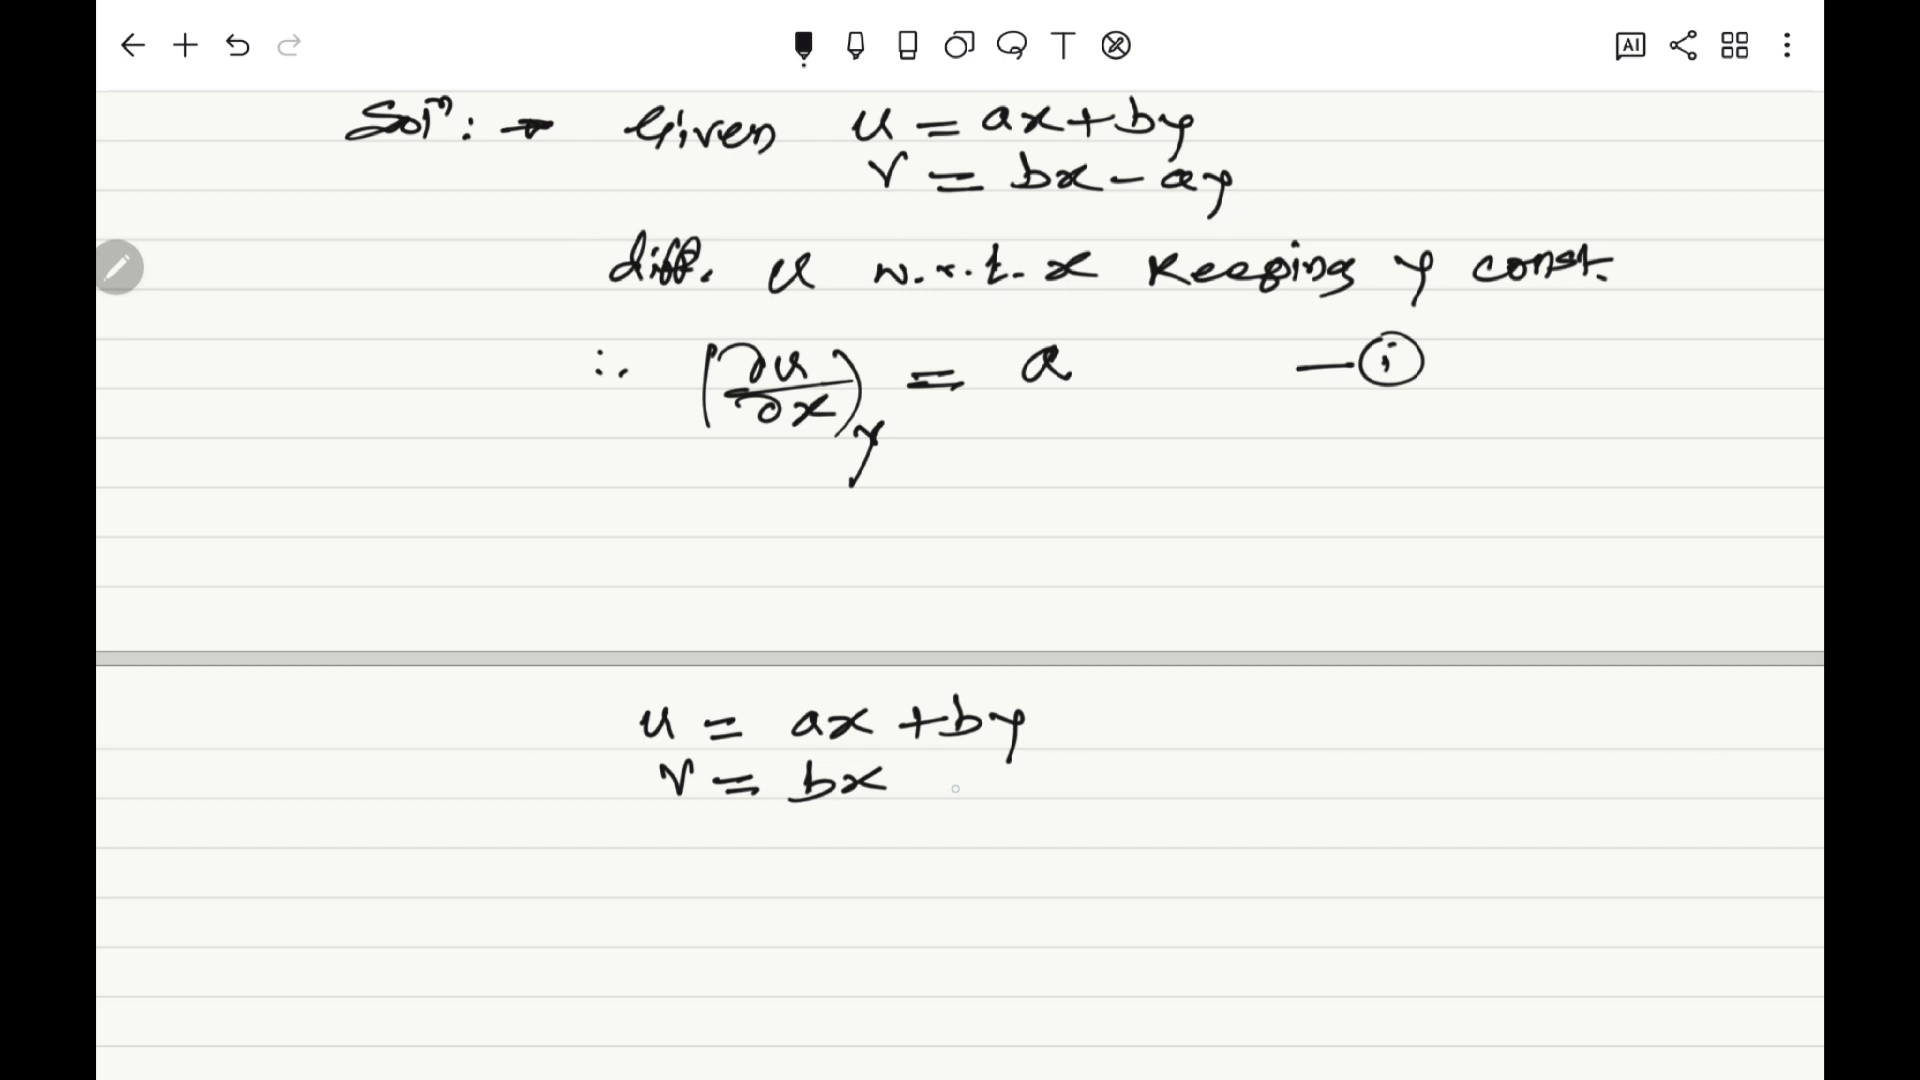 Solⁿ: → Given u = ax+by
v = bx-ay
diff. u w.r.t. x keeping y const.
∴ (∂u/∂x)y = a —(i)
u = ax +by
v = bx